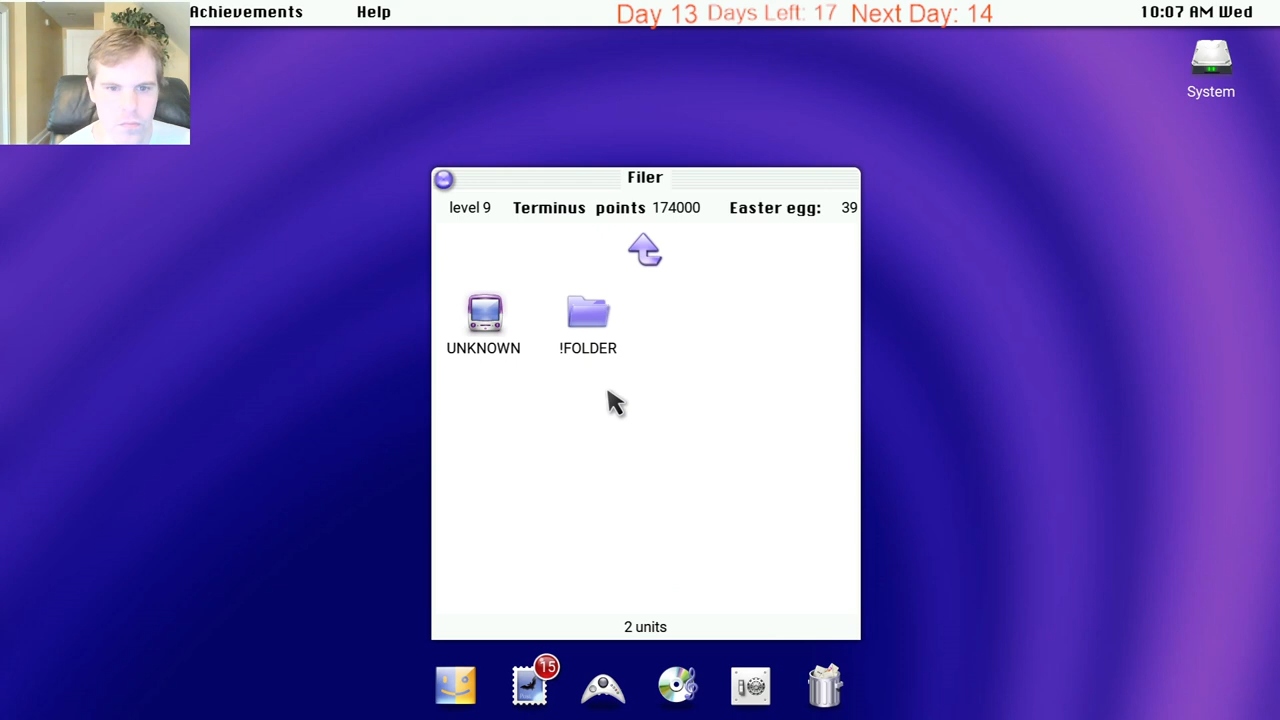 Achievements Help Day 13 Days Left: 17 Next Day: 14 10:07 AM Wed
System
Filer
level 9 Terminus points 174000 Easter egg: 39
UNKNOWN !FOLDER
2 units
15